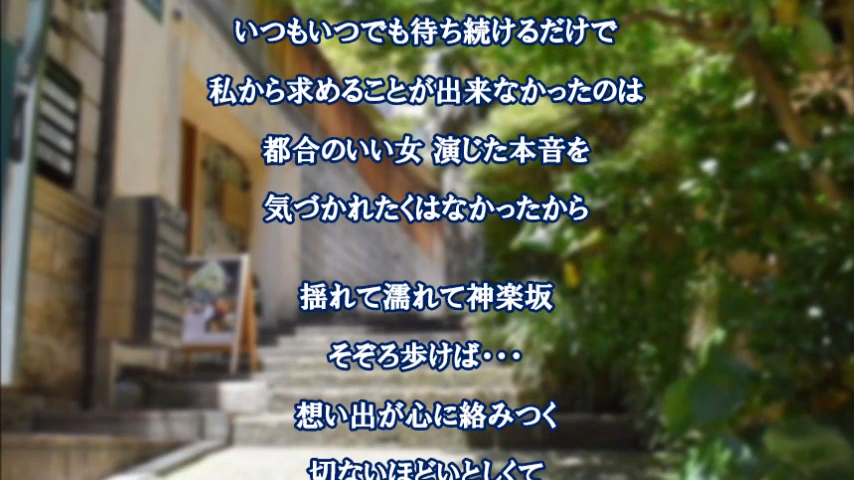 いつもいつでも待ち続けるだけで
私から求めることが出来なかったのは
都合のいい女 演じた本音を
気づかれたくはなかったから
揺れて濡れて神楽坂
そぞろ歩けば・・・
想い出が心に絡みつく
切ないほどいとしくて